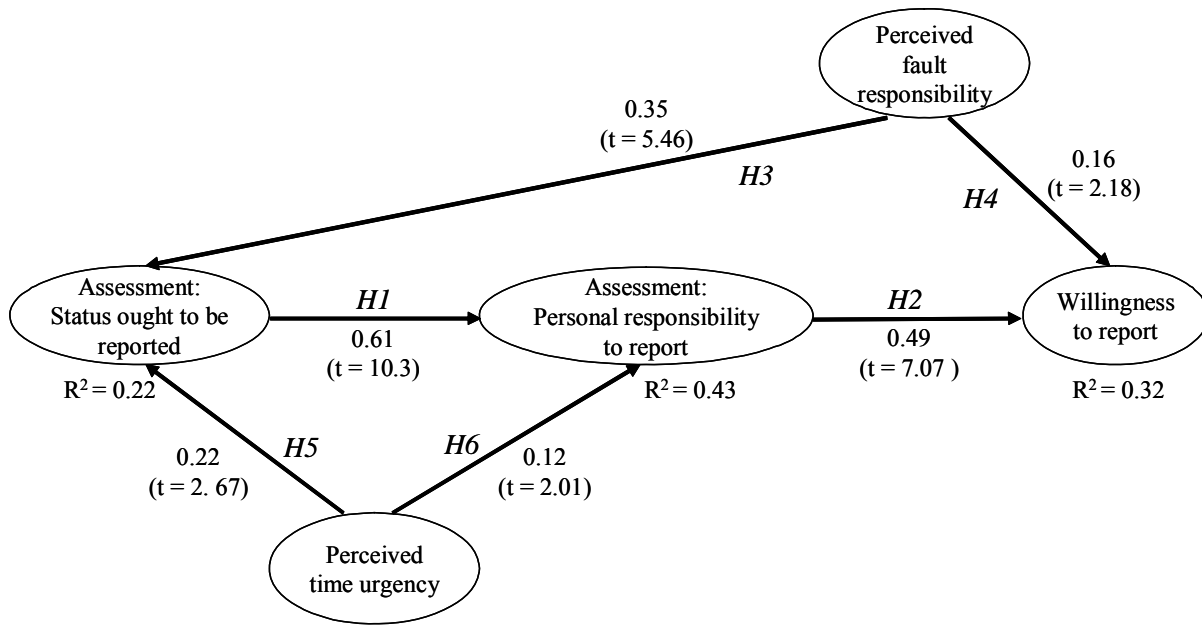 Perceived
fault
responsibility
0.35
(t = 5.46)
H3
0.16
(t = 2.18)
H4
Assessment:
Status ought to be
reported
R² = 0.22
H1
0.61
(t = 10.3)
Assessment:
Personal responsibility
to report
R² = 0.43
H2
0.49
(t = 7.07 )
Willingness
to report
R² = 0.32
H5
0.22
(t = 2. 67)
H6
0.12
(t = 2.01)
Perceived
time urgency